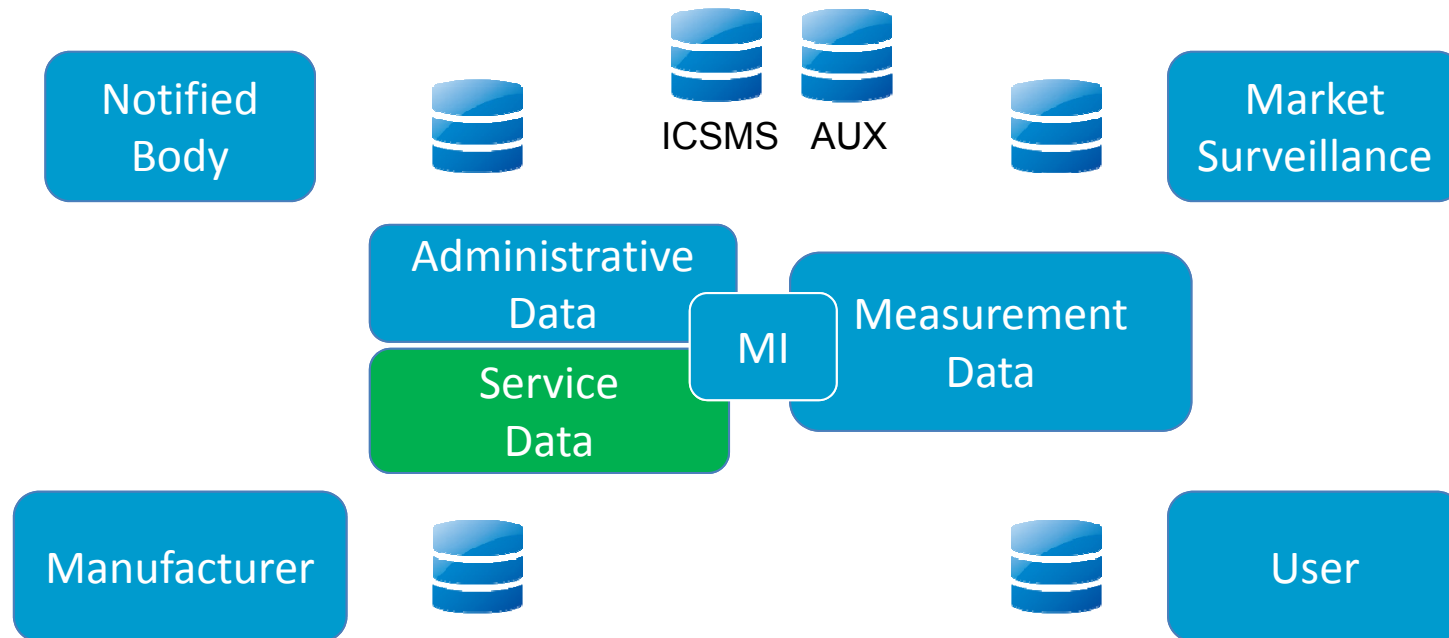 Notified
Body
ICSMS
AUX
Market
Surveillance
Administrative
Data
MI
Measurement
Data
Service
Data
Manufacturer
User